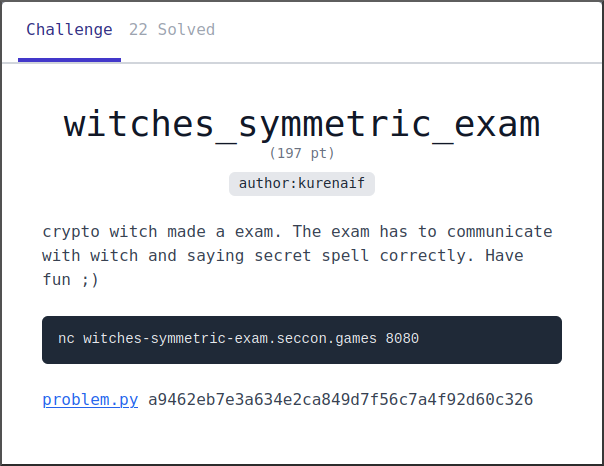 Challenge 22 Solved
witches_symmetric_exam
(197 pt)
author:kurenaif
crypto witch made a exam. The exam has to communicate
with witch and saying secret spell correctly. Have
fun ;)
nc witches-symmetric-exam.seccon.games 8080
problem.py a9462eb7e3a634e2ca849d7f56c7a4f92d60c326